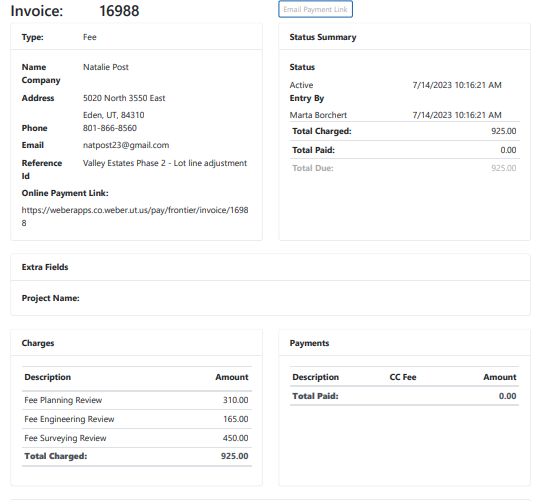 Invoice: 16988
Email Payment Link
Type: Fee
Name Natalie Post
Company
Address 5020 North 3550 East
Eden, UT, 84310
Phone 801-866-8560
Email natpost23@gmail.com
Reference Valley Estates Phase 2 - Lot line adjustment
Id
Online Payment Link:
https://weberapps.co.weber.ut.us/pay/frontier/invoice/1698
8
Status Summary
Status
Active 7/14/2023 10:16:21 AM
Entry By
Marta Borchert 7/14/2023 10:16:21 AM
Total Charged: 925.00
Total Paid: 0.00
Total Due: 925.00
Extra Fields
Project Name:
Charges
Description Amount
Fee Planning Review 310.00
Fee Engineering Review 165.00
Fee Surveying Review 450.00
Total Charged: 925.00
Payments
Description CC Fee Amount
Total Paid: 0.00